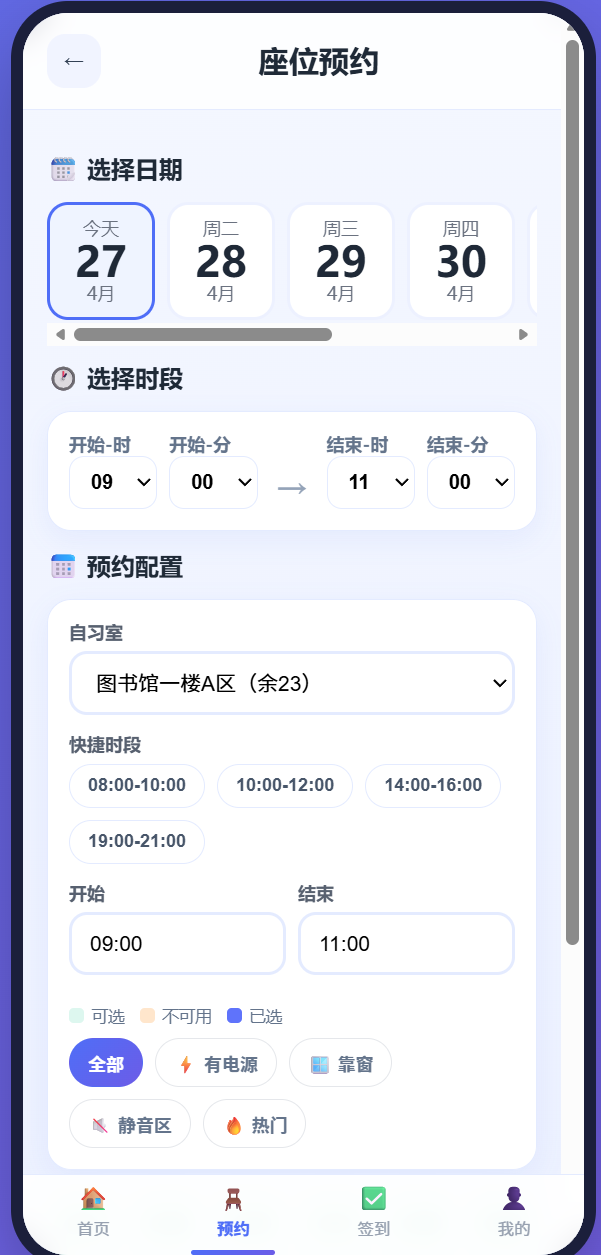 ←
座位预约
选择日期
今天 周二 周三 周四
27 28 29 30
4月 4月 4月 4月
选择时段
开始-时 开始-分 结束-时 结束-分
09 00 → 11 00
预约配置
自习室
图书馆一楼A区（余23）
快捷时段
08:00-10:00 10:00-12:00 14:00-16:00
19:00-21:00
开始 结束
09:00 11:00
可选 不可用 已选
全部 有电源 靠窗
静音区 热门
首页 预约 签到 我的